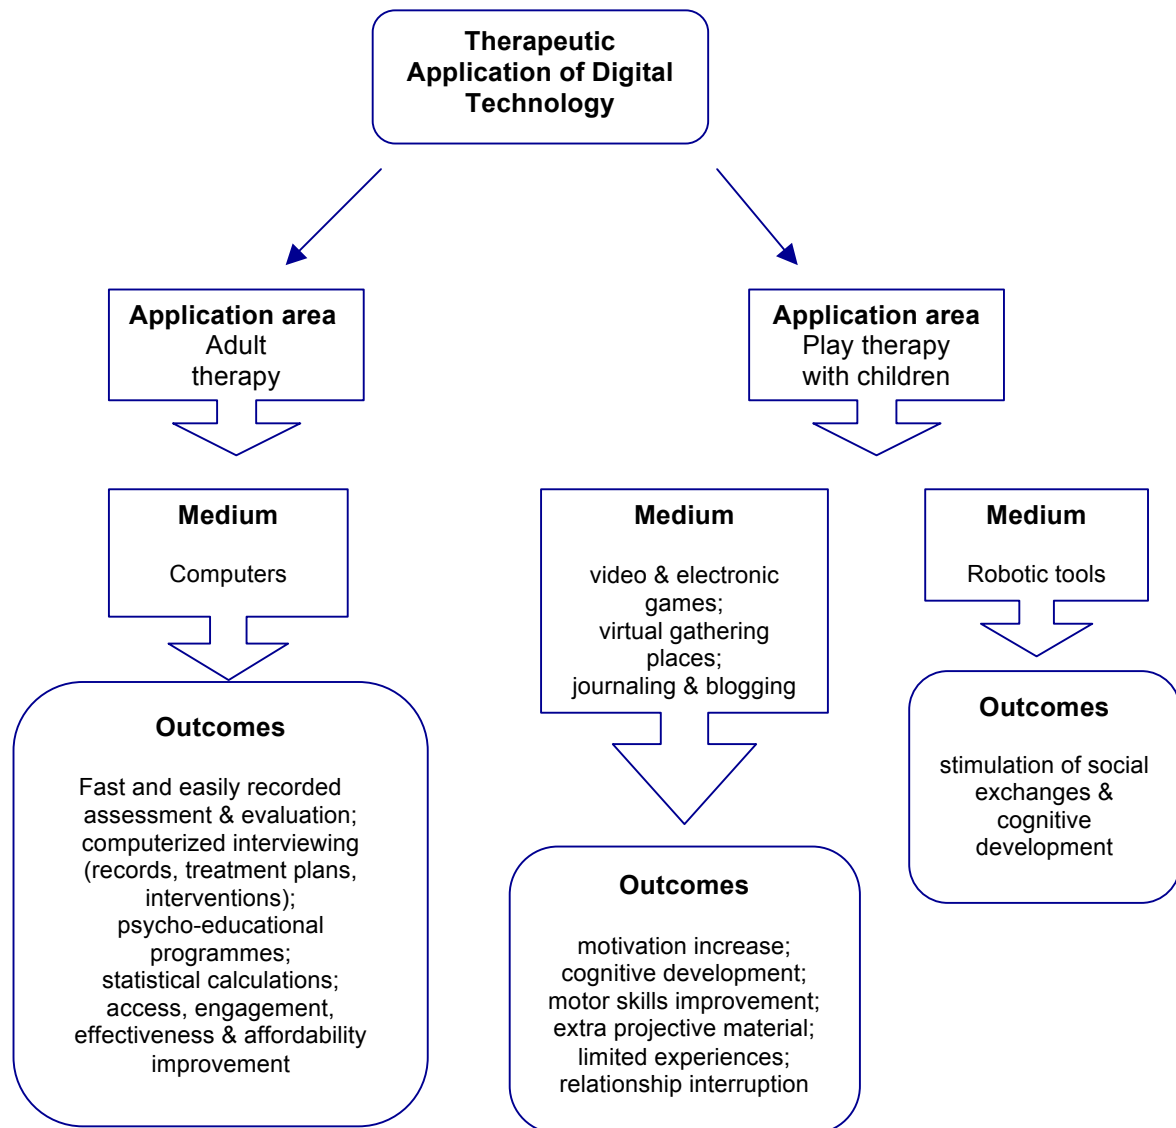 Therapeutic
Application of Digital
Technology
Application area
Adult
therapy
Application area
Play therapy
with children
Medium
Computers
Medium
video & electronic
games;
virtual gathering
places;
journaling & blogging
Medium
Robotic tools
Outcomes
Fast and easily recorded
assessment & evaluation;
computerized interviewing
(records, treatment plans,
interventions);
psycho-educational
programmes;
statistical calculations;
access, engagement,
effectiveness & affordability
improvement
Outcomes
motivation increase;
cognitive development;
motor skills improvement;
extra projective material;
limited experiences;
relationship interruption
Outcomes
stimulation of social
exchanges &
cognitive
development